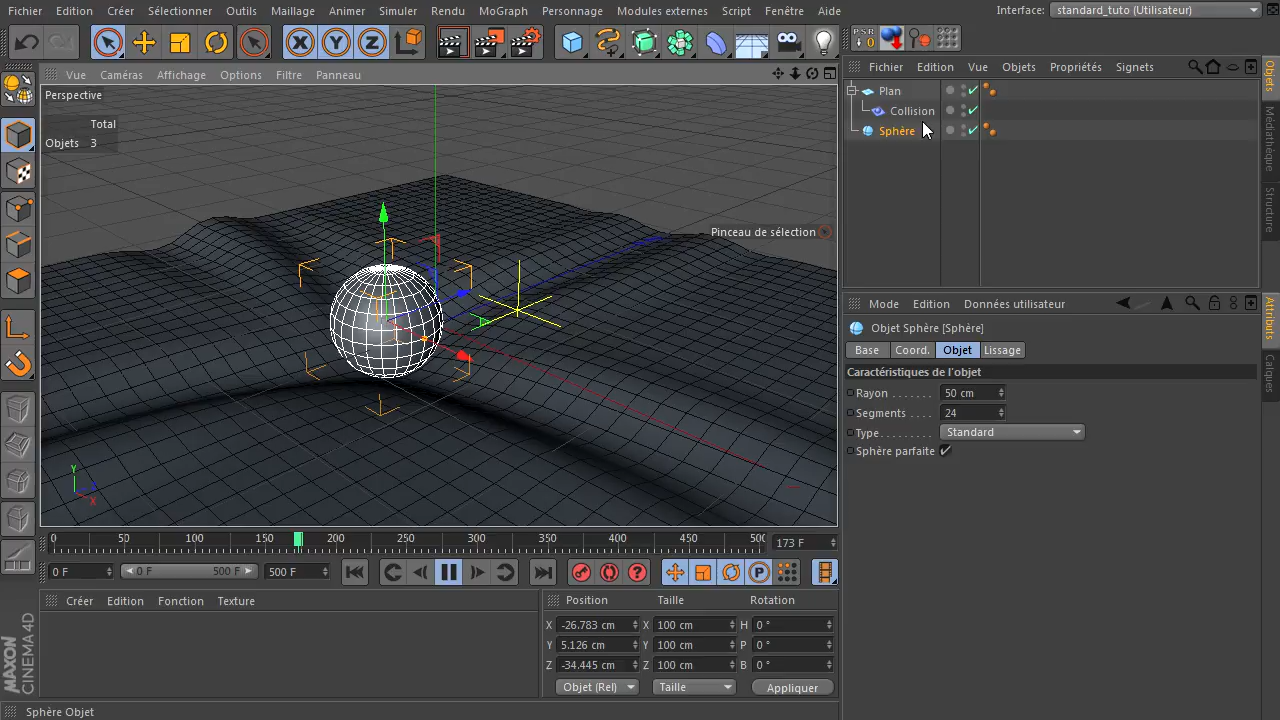 Fichier Edition Créer Sélectionner Outils Maillage Animer Simuler Rendu MoGraph Personnage Modules externes Script Fenêtre Aide Interface: standard_tuto (Utilisateur)
X Y Z PSR 0
Vue Caméras Affichage Options Filtre Panneau
Fichier Edition Vue Objets Propriétés Signets
Perspective
Total
Objets 3
Plan
Collision
Sphère
Objets
Médiathèque
Structure
Pinceau de sélection
Mode Edition Données utilisateur
Objet Sphère [Sphère]
Base Coord. Objet Lissage
Caractéristiques de l'objet
Rayon 50 cm
Segments 24
Type Standard
Sphère parfaite
Attributs
Calques
Y
Z
X
0 50 100 150 200 250 300 350 400 450 500 173 F
0 F 0 F 500 F 500 F P
Créer Edition Fonction Texture
Position Taille Rotation
X -26.783 cm X 100 cm H 0 °
Y 5.126 cm Y 100 cm P 0 °
Z -34.445 cm Z 100 cm B 0 °
Objet (Rel) Taille Appliquer
MAXON CINEMA 4D
Sphère Objet